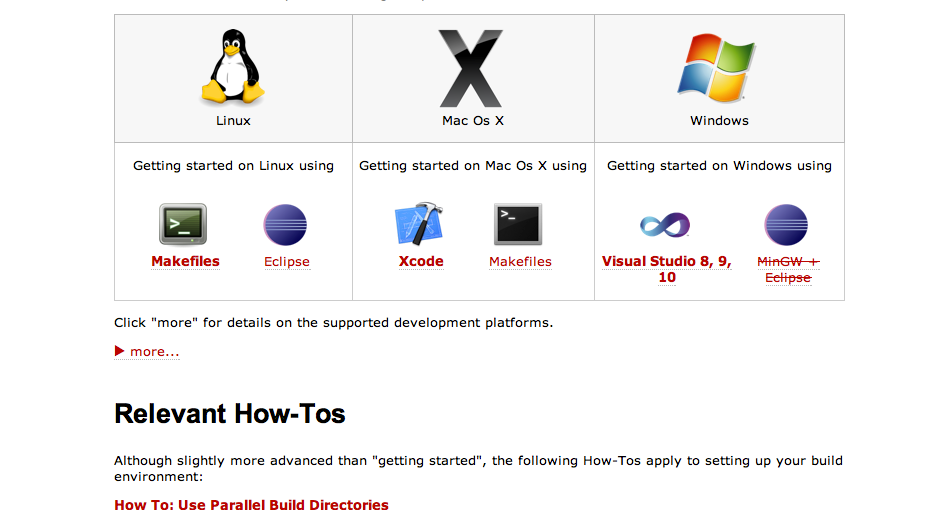 Linux
Mac Os X
Windows
Getting started on Linux using
Getting started on Mac Os X using
Getting started on Windows using
Makefiles
Eclipse
Xcode
Makefiles
Visual Studio 8, 9,
10
MinGW +
Eclipse
Click "more" for details on the supported development platforms.
▶ more...
Relevant How-Tos
Although slightly more advanced than "getting started", the following How-Tos apply to setting up your build
environment:
How To: Use Parallel Build Directories